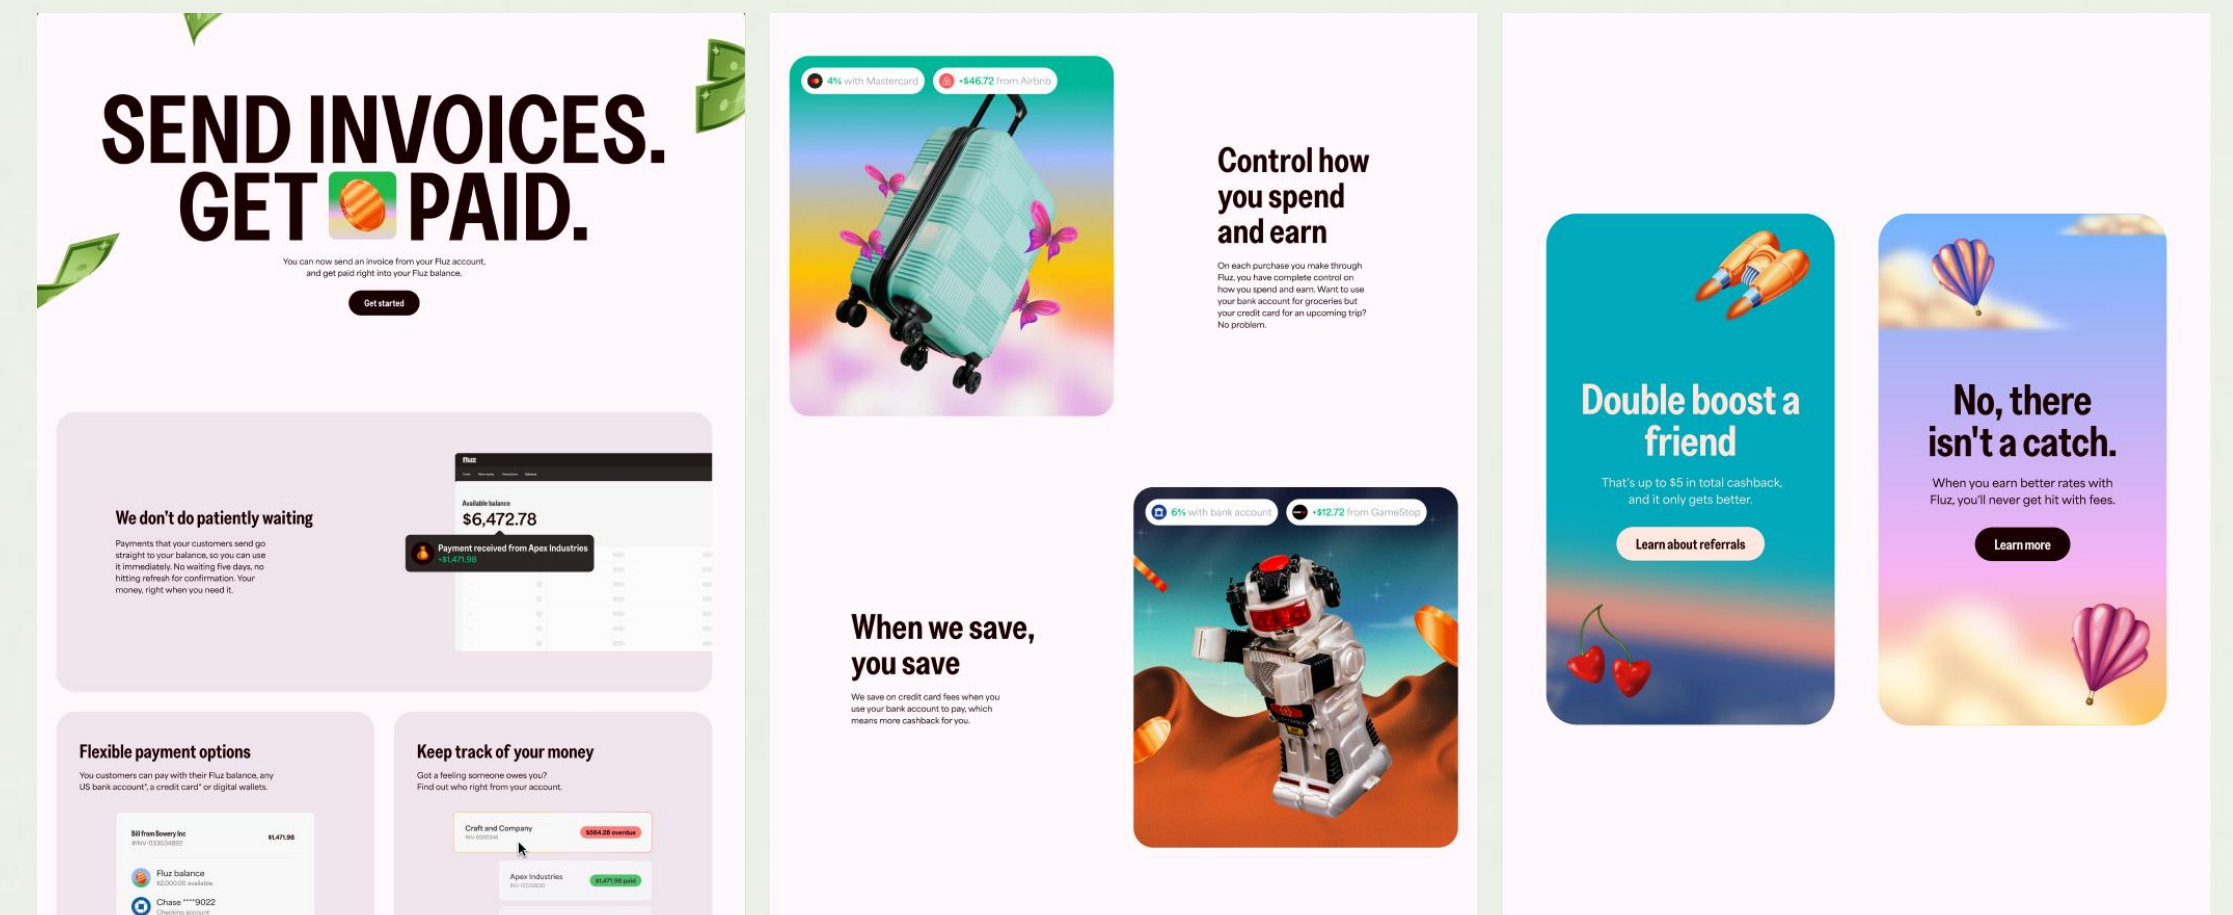 SEND INVOICES.
GET PAID.
You can now send an invoice from your Fluz account,
and get paid right into your Fluz balance.
Get started
We don't do patiently waiting
Payments that your customers send go
straight to your balance, so you can use
it immediately. No waiting five days, no
hitting refresh for confirmation. Your
money, right when you need it.
fluz
Available balance
$6,472.78
Payment received from Apex Industries
+$1,471.98
Flexible payment options
You customers can pay with their Fluz balance, any
US bank account*, a credit card* or digital wallets.
Bill from Bowery Inc
$1,471.98
Fluz balance
$2,000.00 available
Chase ****9022
Checking account
Keep track of your money
Got a feeling someone owes you?
Find out who right from your account.
Craft and Company
$564.28 overdue
Apex Industries
$1,471.98 paid
4% with Mastercard
+$46.72 from Airbnb
Control how
you spend
and earn
On each purchase you make through
Fluz, you have complete control on
how you spend and earn. Want to use
your bank account for groceries but
your credit card for an upcoming trip?
No problem.
When we save,
you save
We save on credit card fees when you
use your bank account to pay, which
means more cashback for you.
6% with bank account
+$12.72 from GameStop
Double boost a
friend
That's up to $5 in total cashback,
and it only gets better.
Learn about referrals
No, there
isn't a catch.
When you earn better rates with
Fluz, you'll never get hit with fees.
Learn more